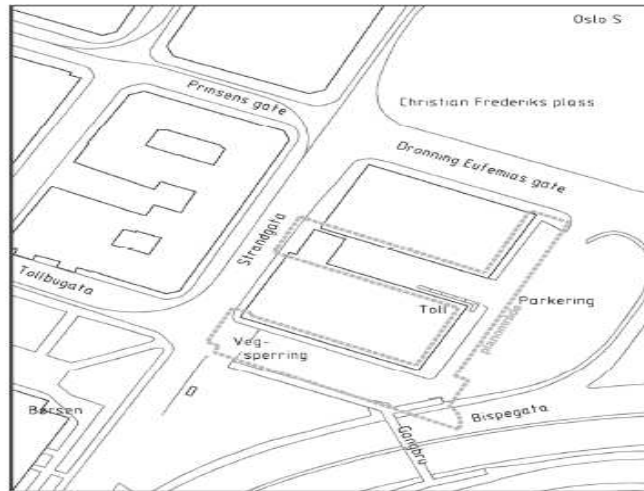 Oslo S
Prinsens gate
Christian Frederiks plass
Dronning Eufemias gate
Strandgata
Tollbugata
Toll
Parkering
Veg-
sperring
Børsen
Bispegata
Gangbru